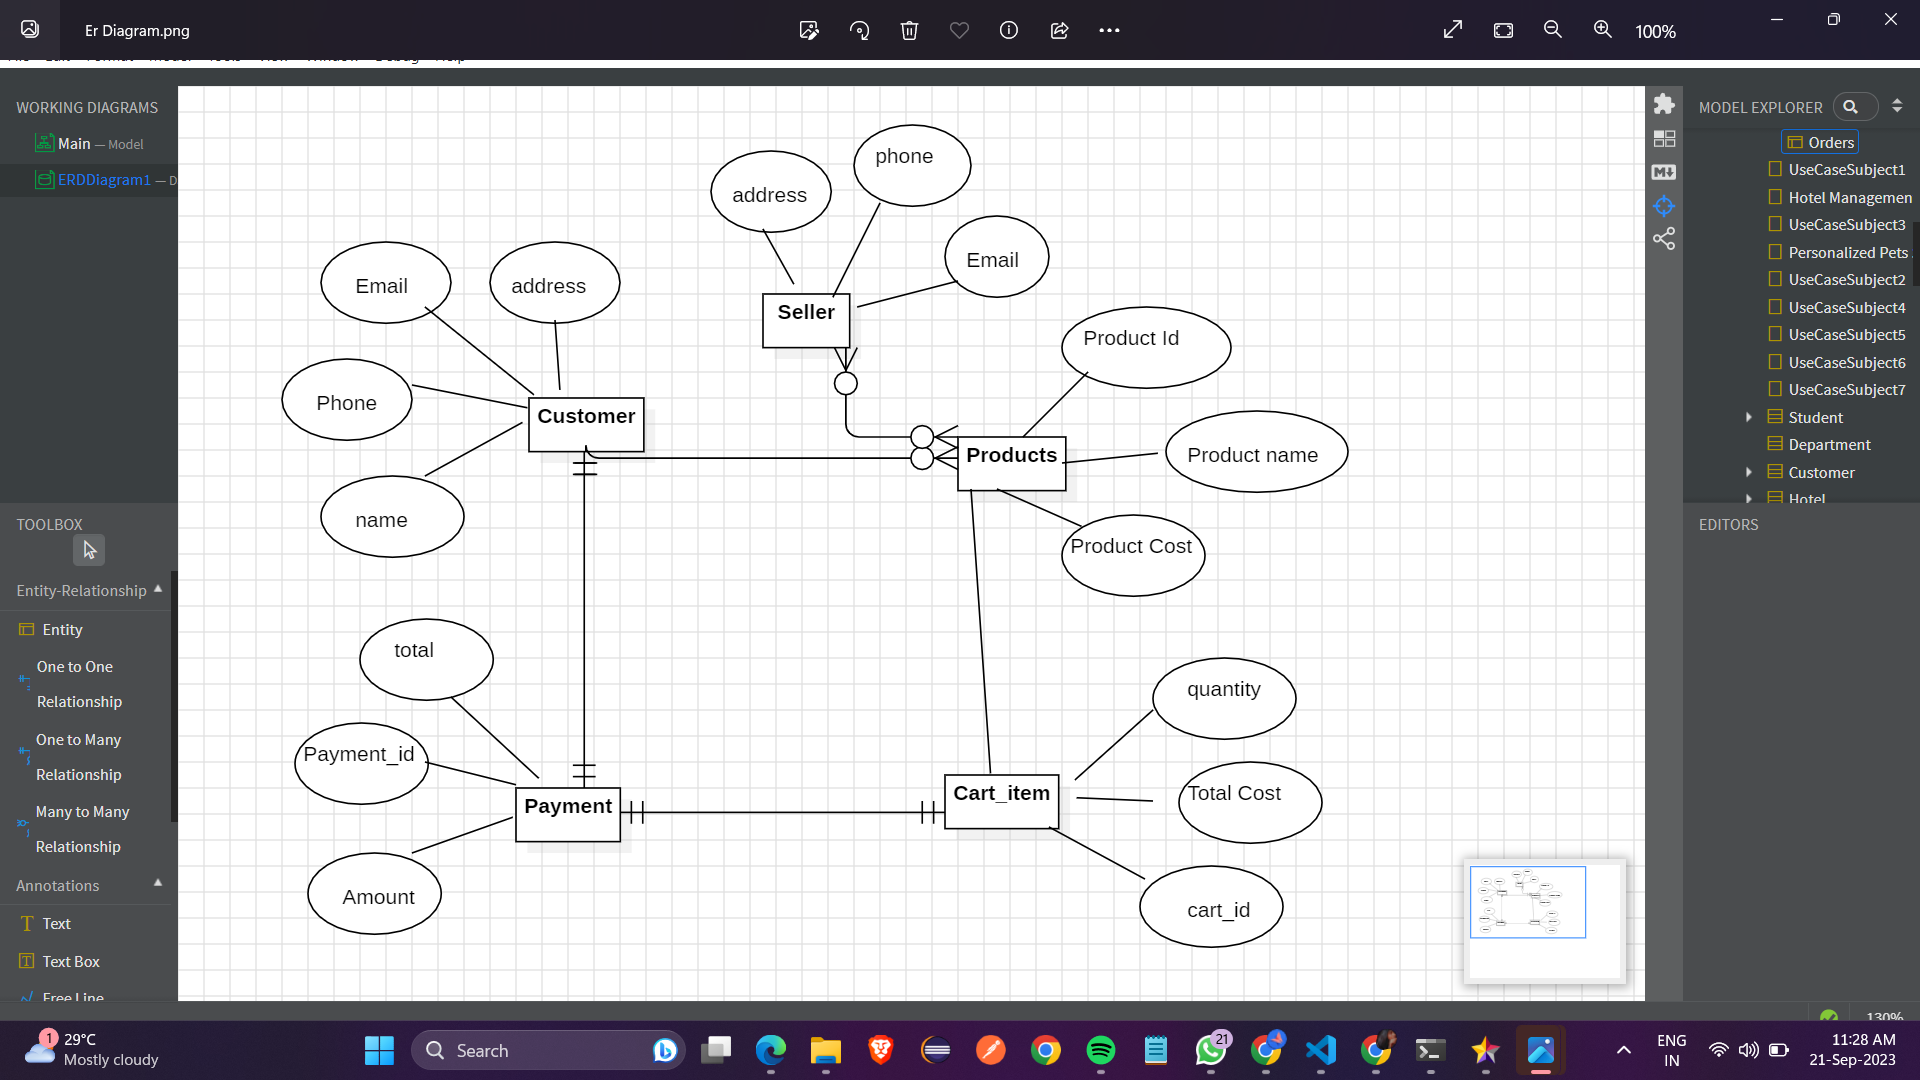 Er Diagram.png
100%
WORKING DIAGRAMS
Main — Model
ERDDiagram1 — D
TOOLBOX
Entity-Relationship
Entity
One to One
Relationship
One to Many
Relationship
Many to Many
Relationship
Annotations
Text
Text Box
Free Line
address
phone
Email
Seller
Email
address
Phone
name
Customer
Product Id
Product name
Product Cost
Products
total
Payment_id
Amount
Payment
quantity
Total Cost
cart_id
Cart_item
MODEL EXPLORER
Orders
UseCaseSubject1
Hotel Managemen
UseCaseSubject3
Personalized Pets
UseCaseSubject2
UseCaseSubject4
UseCaseSubject5
UseCaseSubject6
UseCaseSubject7
Student
Department
Customer
Hotel
EDITORS
130%
1
29°C
Mostly cloudy
Search
21
ENG
IN
11:28 AM
21-Sep-2023